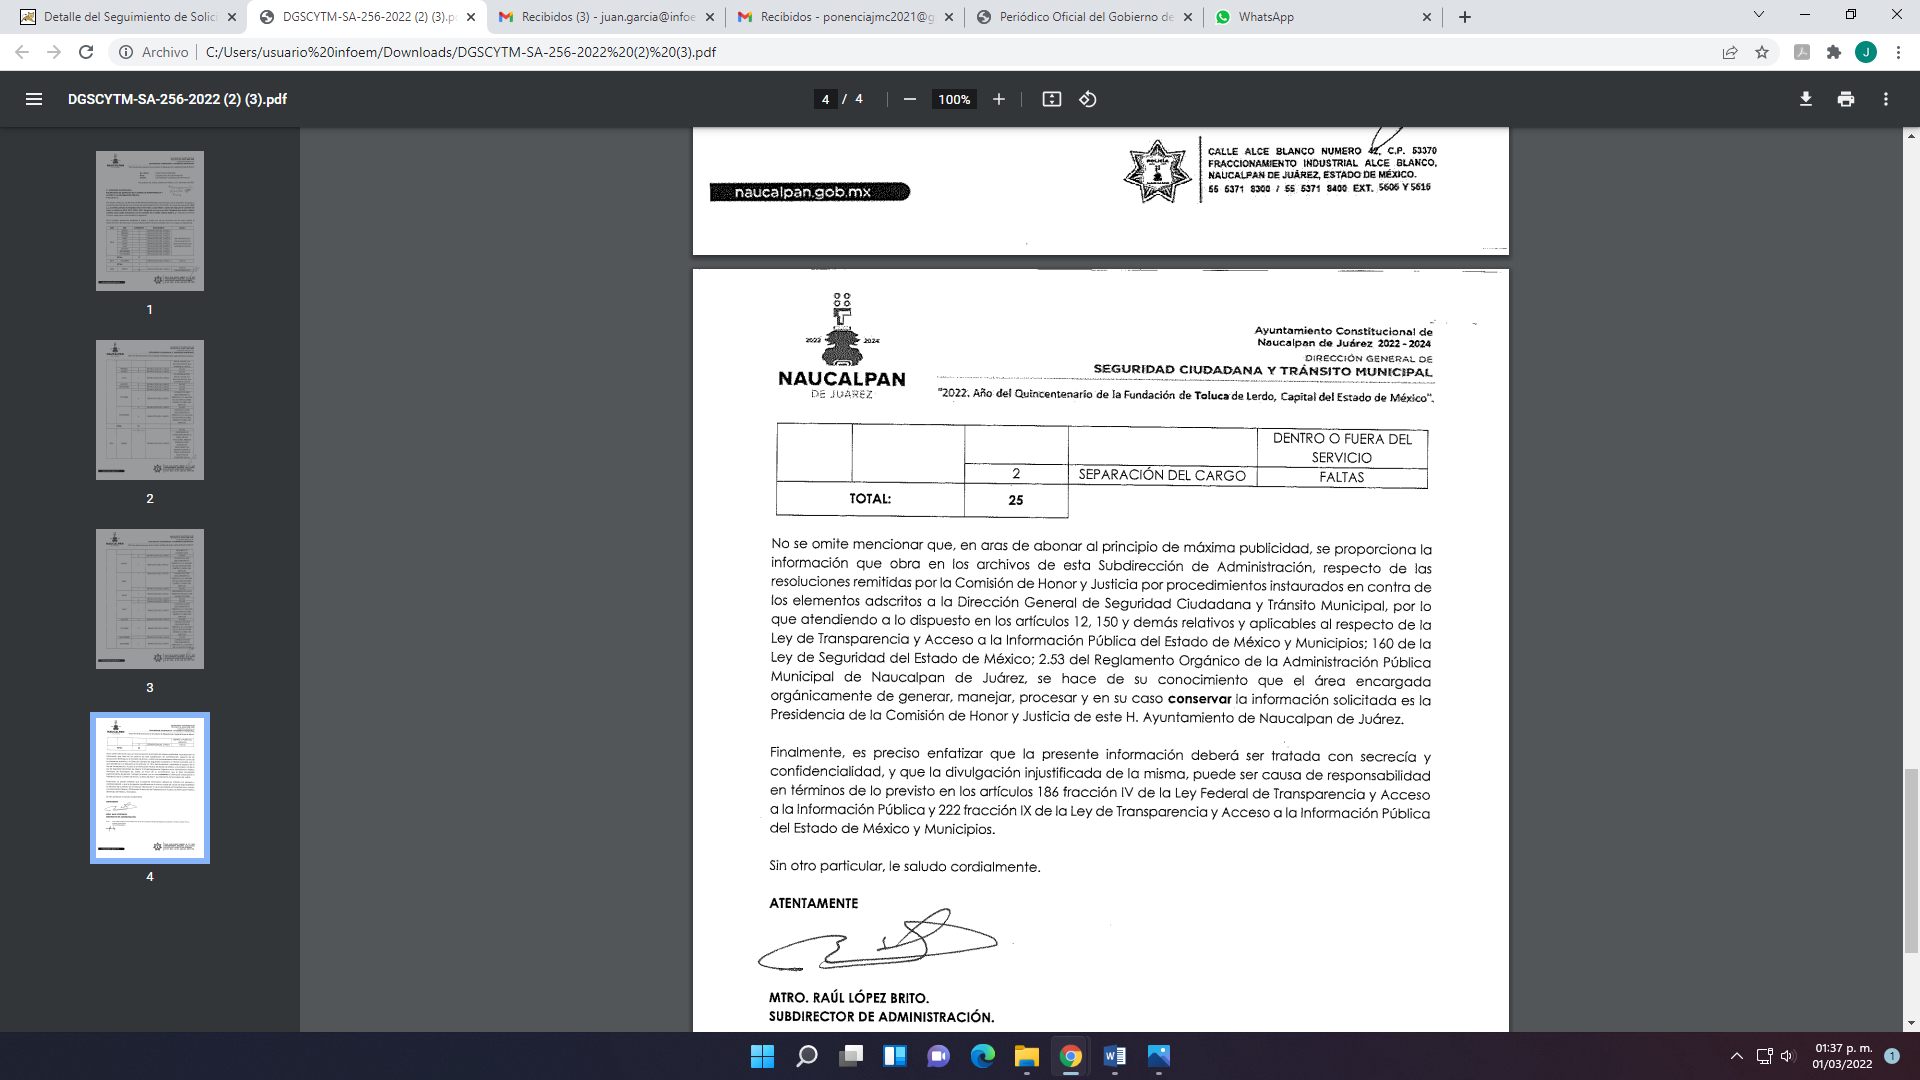 Detalle del Seguimiento de Solici
DGSCYTM-SA-256-2022 (2) (3).p
Recibidos (3) - juan.garcia@infoe
Recibidos - ponenciajmc2021@g
Periódico Oficial del Gobierno de
WhatsApp
Archivo
C:/Users/usuario%20infoem/Downloads/DGSCYTM-SA-256-2022%20(2)%20(3).pdf
J
DGSCYTM-SA-256-2022 (2) (3).pdf
4 / 4
100%
1
2
3
4
naucalpan.gob.mx
CALLE ALCE BLANCO NUMERO 42, C.P. 53370
FRACCIONAMIENTO INDUSTRIAL ALCE BLANCO,
NAUCALPAN DE JUÁREZ, ESTADO DE MÉXICO.
55 5371 8300 / 55 5371 8400 EXT. 5606 Y 5616
2022 2024
NAUCALPAN
DE JUÁREZ
Ayuntamiento Constitucional de
Naucalpan de Juárez 2022 - 2024
DIRECCIÓN GENERAL DE
SEGURIDAD CIUDADANA Y TRÁNSITO MUNICIPAL
"2022. Año del Quincentenario de la Fundación de Toluca de Lerdo, Capital del Estado de México".
DENTRO O FUERA DEL
SERVICIO
2 SEPARACIÓN DEL CARGO FALTAS
TOTAL: 25
No se omite mencionar que, en aras de abonar al principio de máxima publicidad, se proporciona la
información que obra en los archivos de esta Subdirección de Administración, respecto de las
resoluciones remitidas por la Comisión de Honor y Justicia por procedimientos instaurados en contra de
los elementos adscritos a la Dirección General de Seguridad Ciudadana y Tránsito Municipal, por lo
que atendiendo a lo dispuesto en los artículos 12, 150 y demás relativos y aplicables al respecto de la
Ley de Transparencia y Acceso a la Información Pública del Estado de México y Municipios; 160 de la
Ley de Seguridad del Estado de México; 2.53 del Reglamento Orgánico de la Administración Pública
Municipal de Naucalpan de Juárez, se hace de su conocimiento que el área encargada
orgánicamente de generar, manejar, procesar y en su caso conservar la información solicitada es la
Presidencia de la Comisión de Honor y Justicia de este H. Ayuntamiento de Naucalpan de Juárez.
Finalmente, es preciso enfatizar que la presente información deberá ser tratada con secrecía y
confidencialidad, y que la divulgación injustificada de la misma, puede ser causa de responsabilidad
en términos de lo previsto en los artículos 186 fracción IV de la Ley Federal de Transparencia y Acceso
a la Información Pública y 222 fracción IX de la Ley de Transparencia y Acceso a la Información Pública
del Estado de México y Municipios.
Sin otro particular, le saludo cordialmente.
ATENTAMENTE
MTRO. RAÚL LÓPEZ BRITO.
SUBDIRECTOR DE ADMINISTRACIÓN.
01:37 p. m.
01/03/2022
1